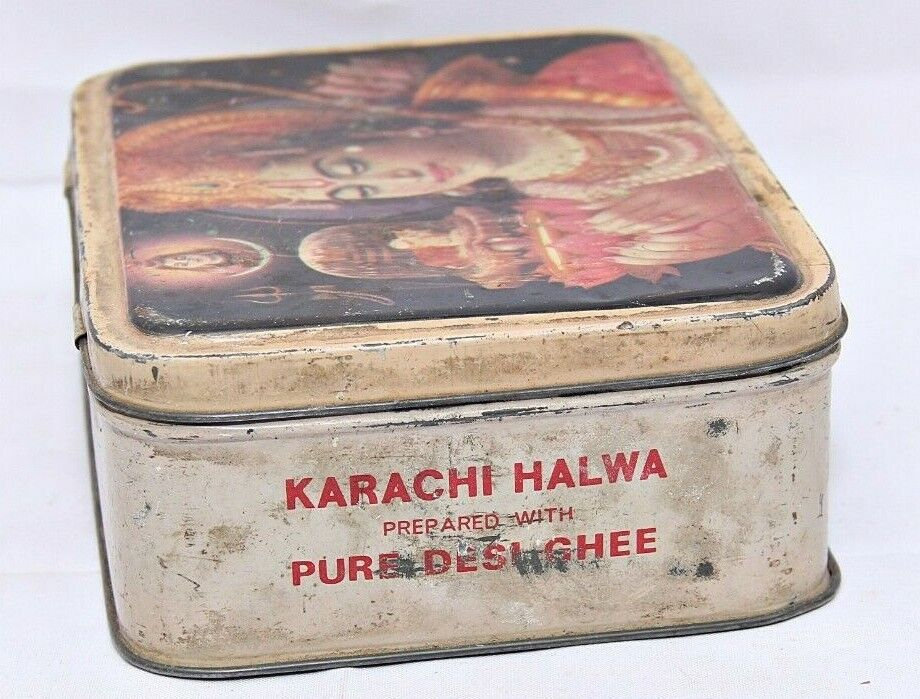 KARACHI HALWA
PREPARED WITH
PURE DESI GHEE